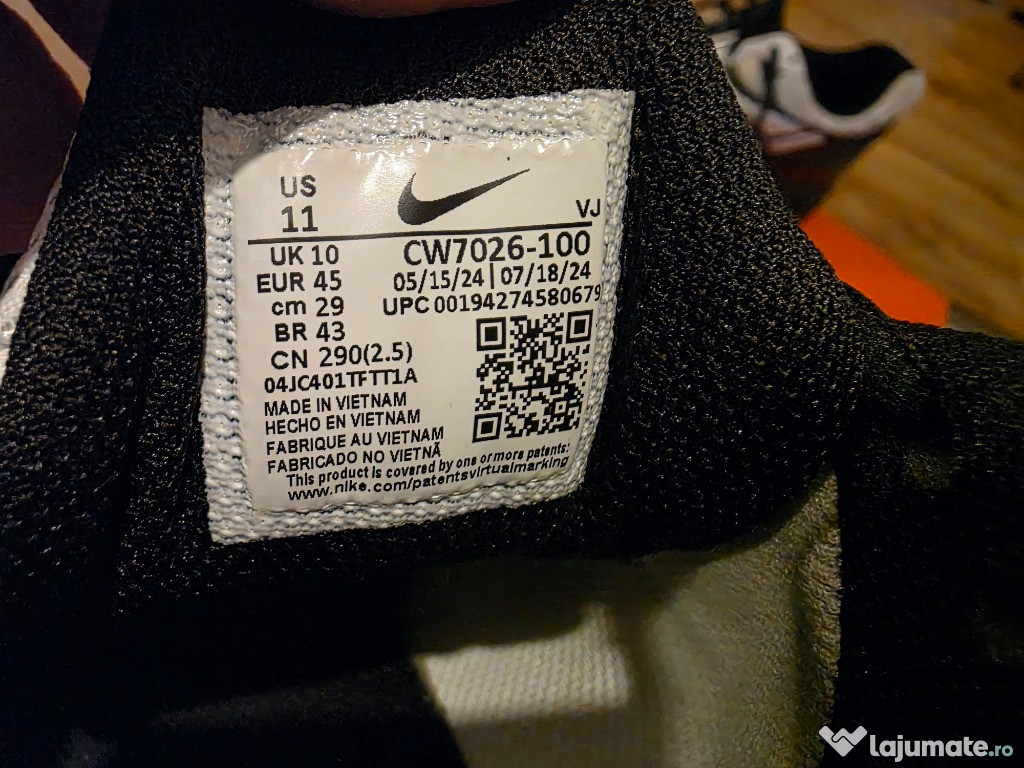 US
11
VJ
UK 10
CW7026-100
EUR 45
05/15/24 | 07/18/24
cm 29
UPC 00194274580679
BR 43
CN 290(2.5)
04JC401TFTT1A
MADE IN VIETNAM
HECHO EN VIETNAM
FABRIQUE AU VIETNAM
FABRICADO NO VIETNÃ
This product is covered by one or more patents:
www.nike.com/patentsvirtualmarking
lajumate.ro